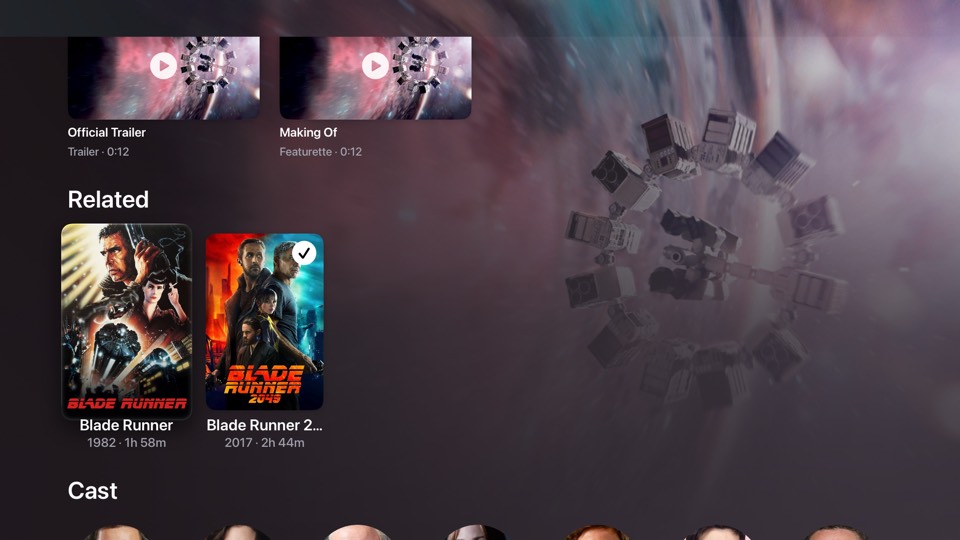 Official Trailer
Trailer · 0:12
Making Of
Featurette · 0:12
Related
BLADE RUNNER
BLADE
RUNNER
2049
Blade Runner
1982 · 1h 58m
Blade Runner 2...
2017 · 2h 44m
Cast